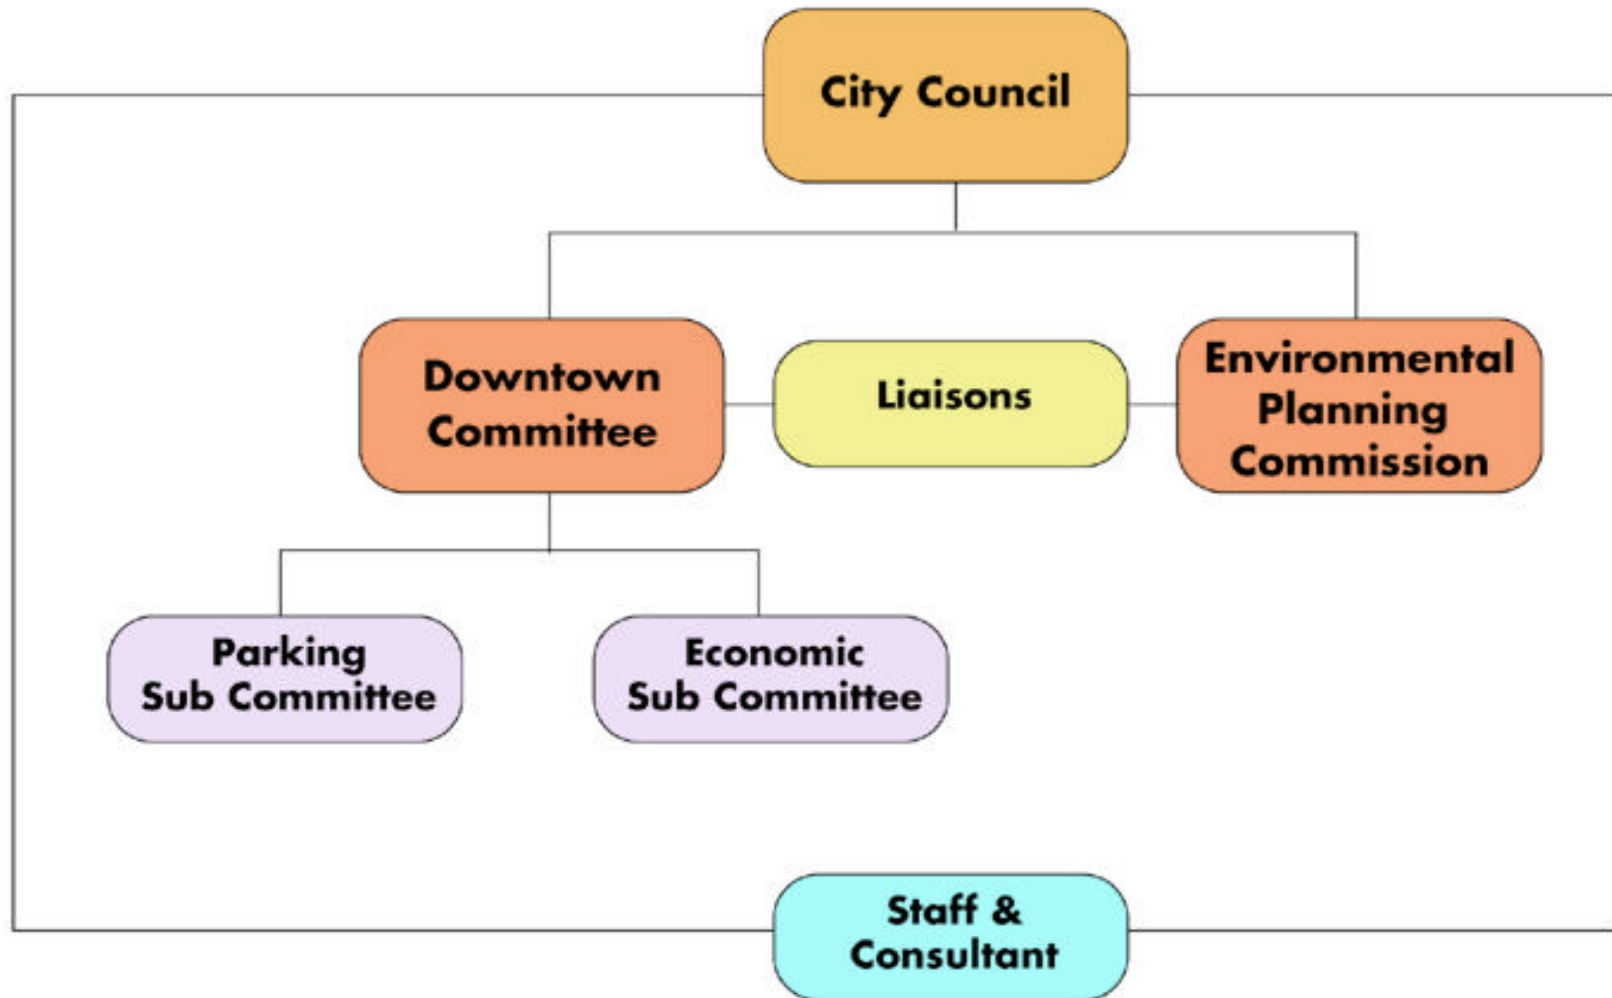 City Council
Downtown
Committee
Liaisons
Environmental
Planning
Commission
Parking
Sub Committee
Economic
Sub Committee
Staff &
Consultant